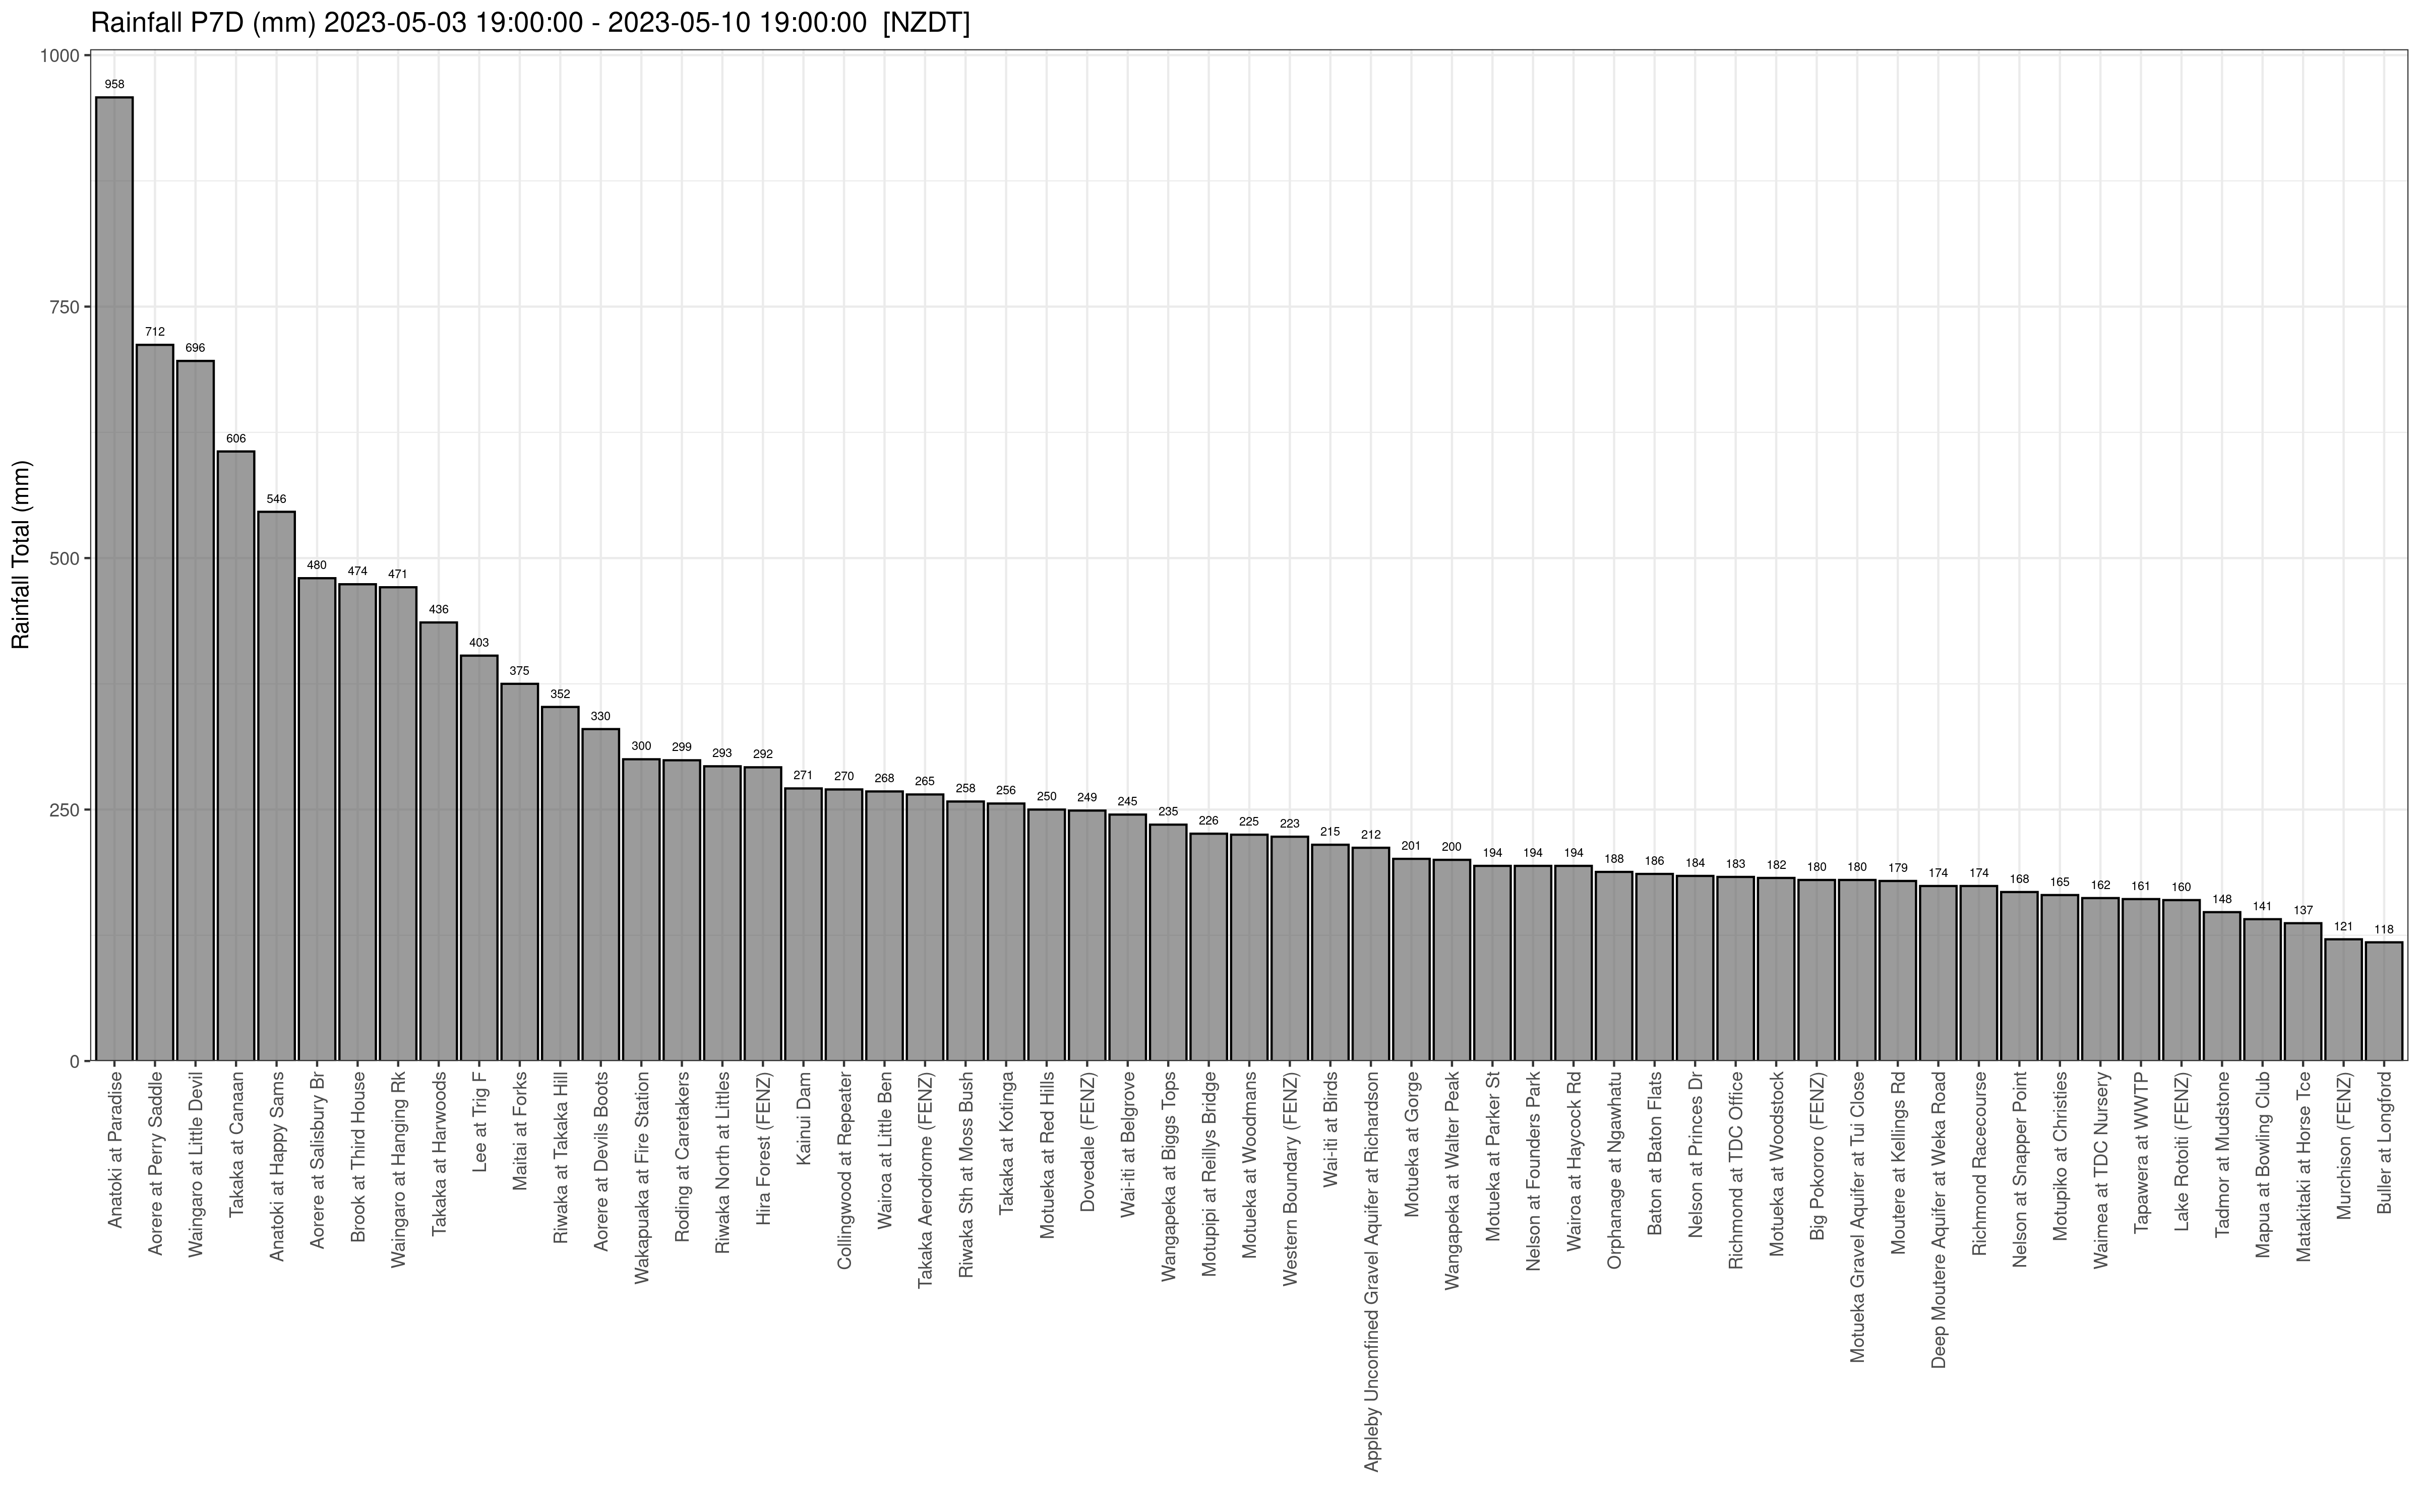 Rainfall P7D (mm) 2023-05-03 19:00:00 - 2023-05-10 19:00:00  [NZDT]
Rainfall Total (mm)
1000
750
500
250
0
958
712
696
606
546
480
474
471
436
403
375
352
330
300
299
293
292
271
270
268
265
258
256
250
249
245
235
226
225
223
215
212
201
200
194
194
194
188
186
184
183
182
180
180
179
174
174
168
165
162
161
160
148
141
137
121
118
Anatoki at Paradise
Aorere at Perry Saddle
Waingaro at Little Devil
Takaka at Canaan
Anatoki at Happy Sams
Aorere at Salisbury Br
Brook at Third House
Waingaro at Hanging Rk
Takaka at Harwoods
Lee at Trig F
Maitai at Forks
Riwaka at Takaka Hill
Aorere at Devils Boots
Wakapuaka at Fire Station
Roding at Caretakers
Riwaka North at Littles
Hira Forest (FENZ)
Kainui Dam
Collingwood at Repeater
Wairoa at Little Ben
Takaka Aerodrome (FENZ)
Riwaka Sth at Moss Bush
Takaka at Kotinga
Motueka at Red Hills
Dovedale (FENZ)
Wai-iti at Belgrove
Wangapeka at Biggs Tops
Motupipi at Reillys Bridge
Motueka at Woodmans
Western Boundary (FENZ)
Wai-iti at Birds
Appleby Unconfined Gravel Aquifer at Richardson
Motueka at Gorge
Wangapeka at Walter Peak
Motueka at Parker St
Nelson at Founders Park
Wairoa at Haycock Rd
Orphanage at Ngawhatu
Baton at Baton Flats
Nelson at Princes Dr
Richmond at TDC Office
Motueka at Woodstock
Big Pokororo (FENZ)
Motueka Gravel Aquifer at Tui Close
Moutere at Kellings Rd
Deep Moutere Aquifer at Weka Road
Richmond Racecourse
Nelson at Snapper Point
Motupiko at Christies
Waimea at TDC Nursery
Tapawera at WWTP
Lake Rotoiti (FENZ)
Tadmor at Mudstone
Mapua at Bowling Club
Matakitaki at Horse Tce
Murchison (FENZ)
Buller at Longford